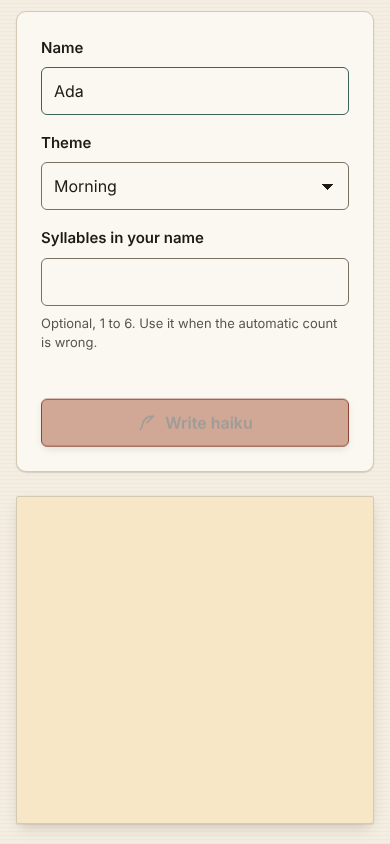 Name
Ada
Theme
Morning
Syllables in your name
Optional, 1 to 6. Use it when the automatic count
is wrong.
Write haiku